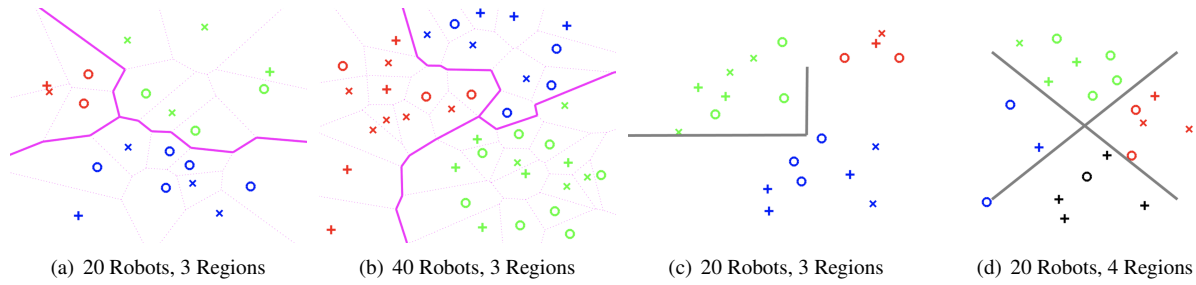 (a) 20 Robots, 3 Regions
(b) 40 Robots, 3 Regions
(c) 20 Robots, 3 Regions
(d) 20 Robots, 4 Regions